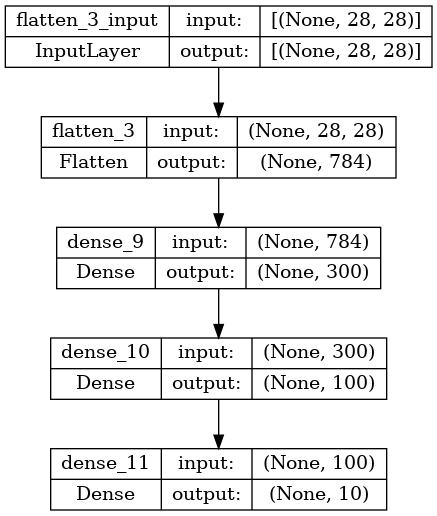 flatten_3_input input: [(None, 28, 28)]
InputLayer output: [(None, 28, 28)]
flatten_3 input: (None, 28, 28)
Flatten output: (None, 784)
dense_9 input: (None, 784)
Dense output: (None, 300)
dense_10 input: (None, 300)
Dense output: (None, 100)
dense_11 input: (None, 100)
Dense output: (None, 10)